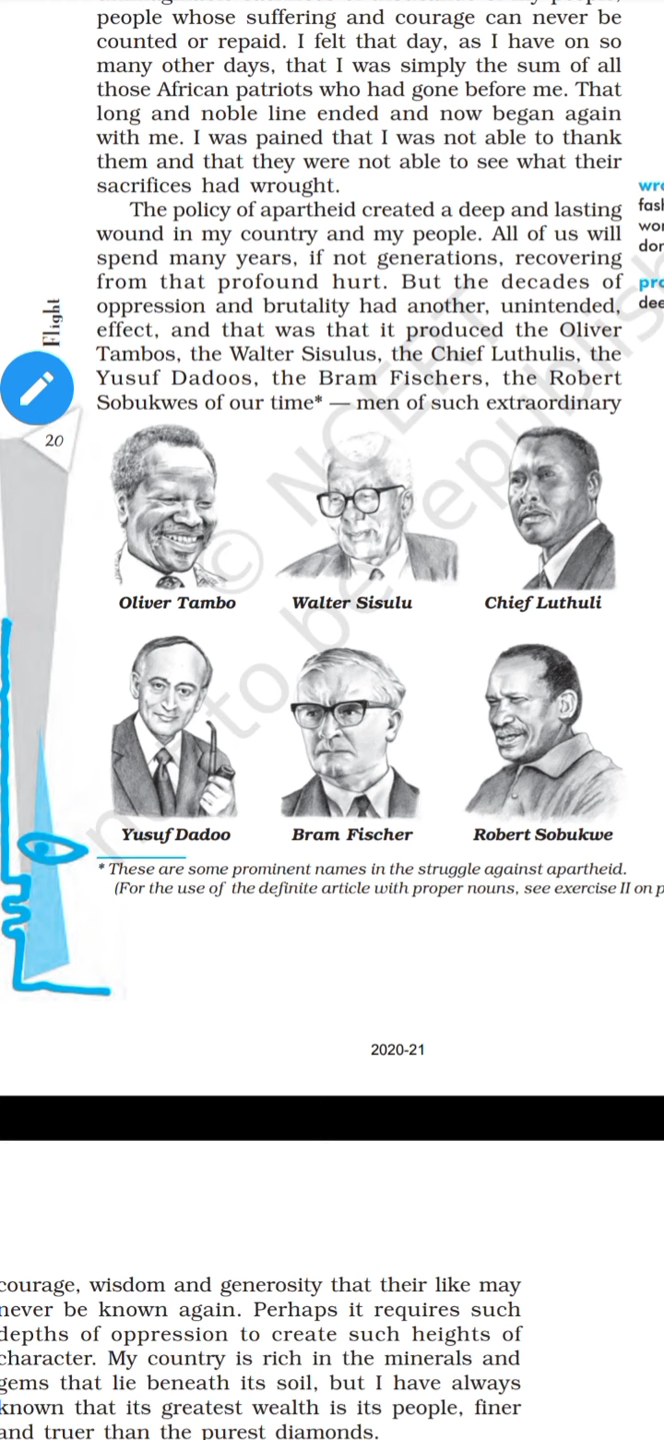 people whose suffering and courage can never be
counted or repaid. I felt that day, as I have on so
many other days, that I was simply the sum of all
those African patriots who had gone before me. That
long and noble line ended and now began again
with me. I was pained that I was not able to thank
them and that they were not able to see what their
sacrifices had wrought.
The policy of apartheid created a deep and lasting
wound in my country and my people. All of us will
spend many years, if not generations, recovering
from that profound hurt. But the decades of
oppression and brutality had another, unintended,
effect, and that was that it produced the Oliver
Tambos, the Walter Sisulus, the Chief Luthulis, the
Yusuf Dadoos, the Bram Fischers, the Robert
Sobukwes of our time* — men of such extraordinary
Flight
20
Oliver Tambo Walter Sisulu Chief Luthuli
Yusuf Dadoo Bram Fischer Robert Sobukwe
* These are some prominent names in the struggle against apartheid.
(For the use of the definite article with proper nouns, see exercise II on p
© NCERT
not to be republish
2020-21
courage, wisdom and generosity that their like may
never be known again. Perhaps it requires such
depths of oppression to create such heights of
character. My country is rich in the minerals and
gems that lie beneath its soil, but I have always
known that its greatest wealth is its people, finer
and truer than the purest diamonds.